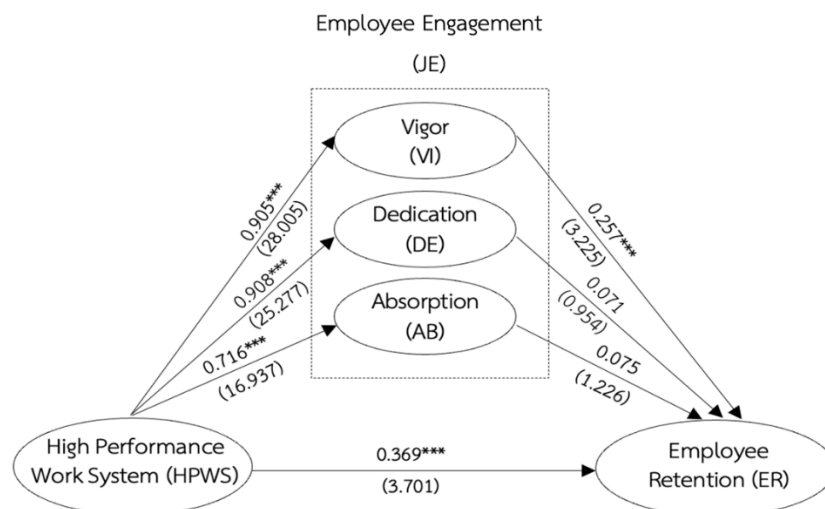 Employee Engagement
(JE)
Vigor
(VI)
0.905***
(28.005)
0.257***
(3.225)
Dedication
(DE)
0.908***
(25.277)
0.071
(0.954)
Absorption
(AB)
0.716***
(16.937)
0.075
(1.226)
High Performance
Work System (HPWS)
0.369***
(3.701)
Employee
Retention (ER)